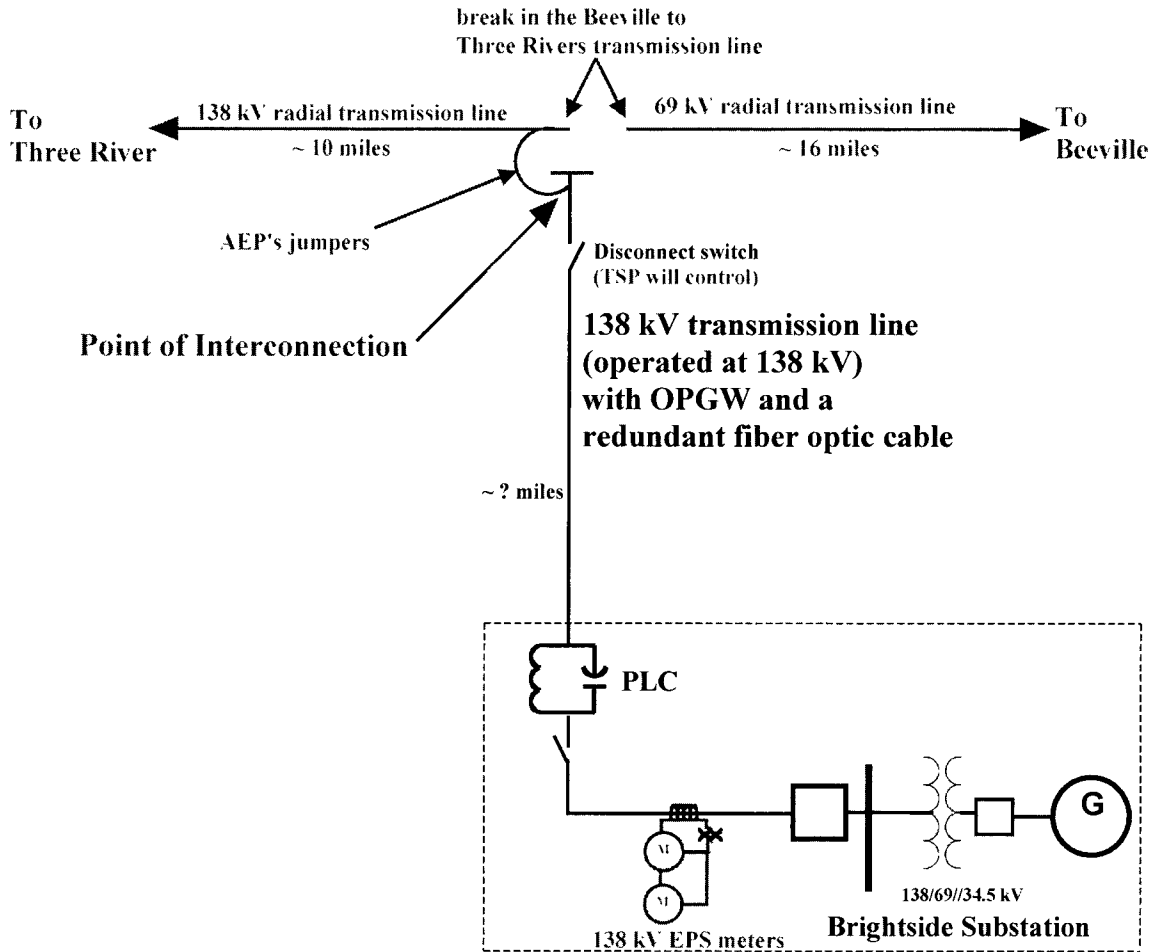 break in the Beeville to
Three Rivers transmission line
To
Three River
138 kV radial transmission line
~ 10 miles
69 kV radial transmission line
~ 16 miles
To
Beeville
AEP's jumpers
Point of Interconnection
Disconnect switch
(TSP will control)
138 kV transmission line
(operated at 138 kV)
with OPGW and a
redundant fiber optic cable
~ ? miles
PLC
M
M
138 kV EPS meters
G
138/69//34.5 kV
Brightside Substation